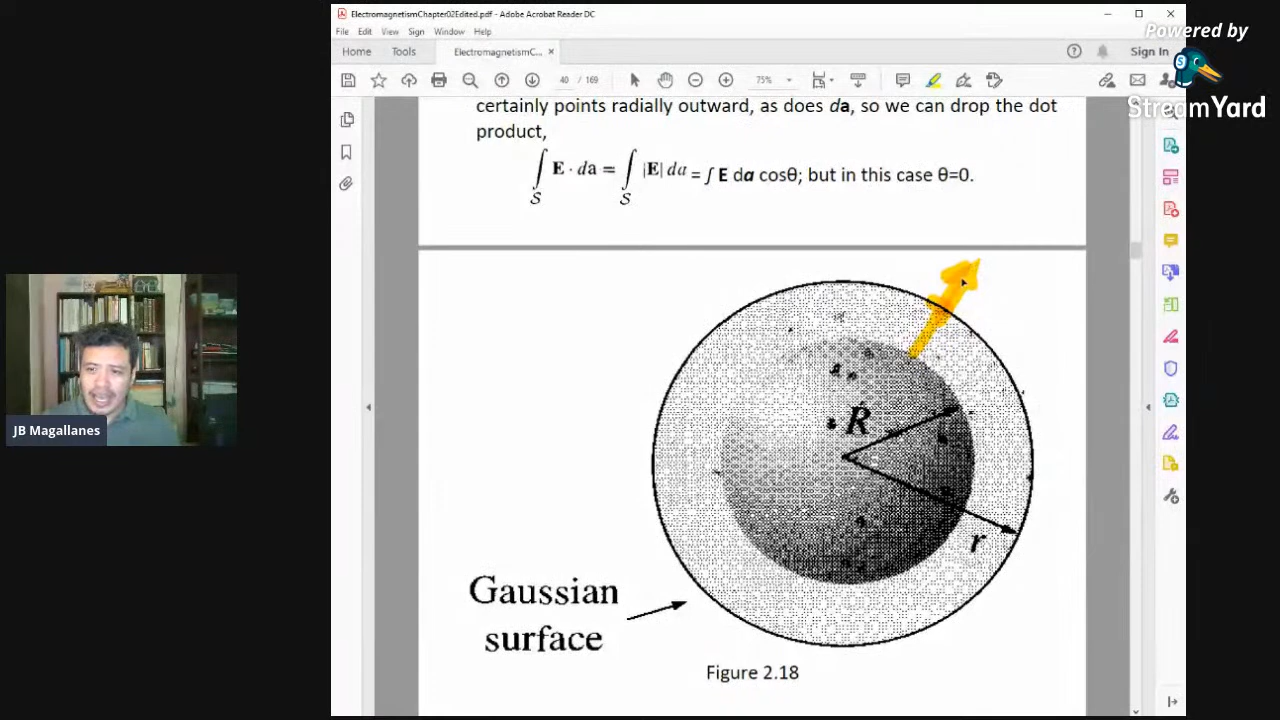 ElectromagnetismChapter02Edited.pdf - Adobe Acrobat Reader DC
File Edit View Sign Window Help
Home Tools ElectromagnetismC... × Sign In
40 / 169 75%
Powered by
StreamYard
certainly points radially outward, as does da, so we can drop the dot
product,
∫ E · da = ∫ |E| da = ∫ E da cosθ; but in this case θ=0.
S S
R
r
JB Magallanes
Gaussian
surface
Figure 2.18